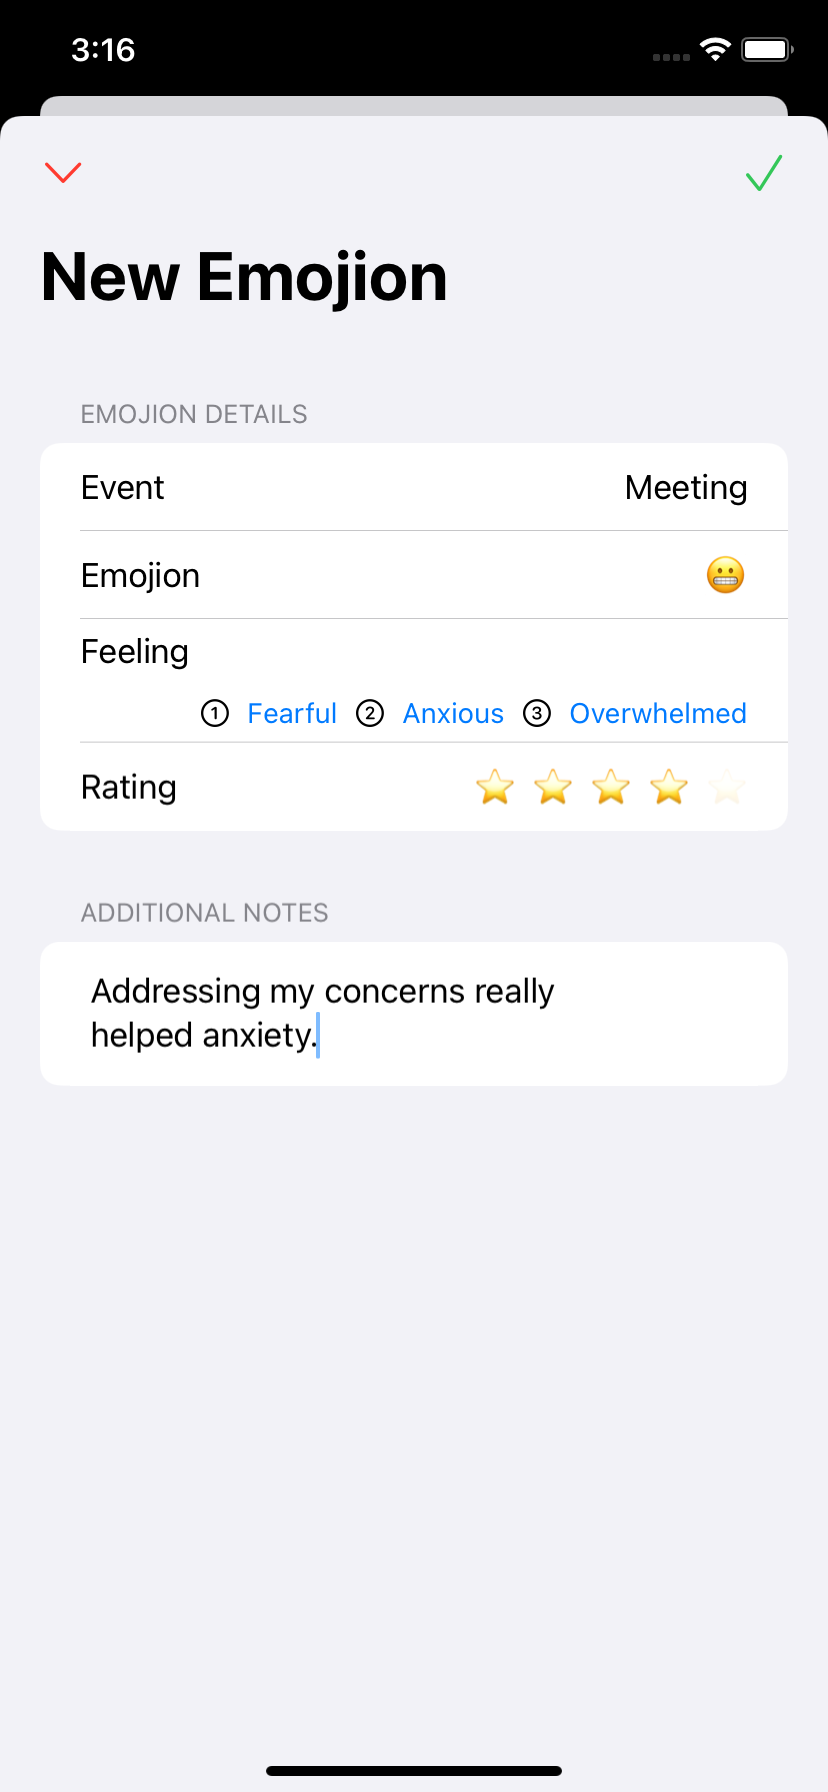 3:16
New Emojion
EMOJION DETAILS
Event Meeting
Emojion 😬
Feeling
① Fearful ② Anxious ③ Overwhelmed
Rating ⭐⭐⭐⭐
ADDITIONAL NOTES
Addressing my concerns really
helped anxiety.